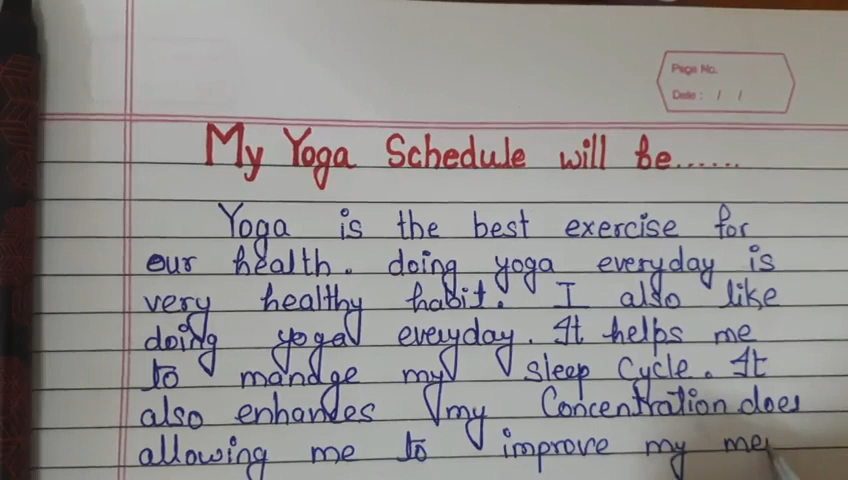 Page No.
Date : / /
My Yoga Schedule will be......
Yoga is the best exercise for
our health. doing yoga everyday is
very healthy habit. I also like
doing yoga everyday. It helps me
to mandge my sleep cycle. It
also enhances my Concentration does
allowing me to improve my me